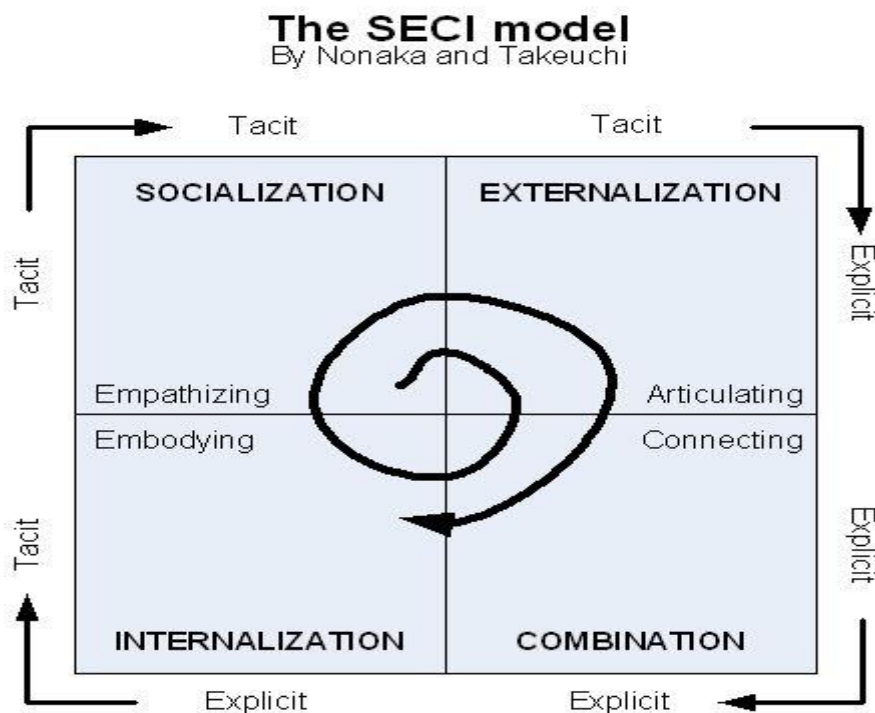 The SECI model
By Nonaka and Takeuchi
Tacit
Tacit
SOCIALIZATION
EXTERNALIZATION
Tacit
Explicit
Empathizing
Articulating
Embodying
Connecting
Tacit
Explicit
INTERNALIZATION
COMBINATION
Explicit
Explicit